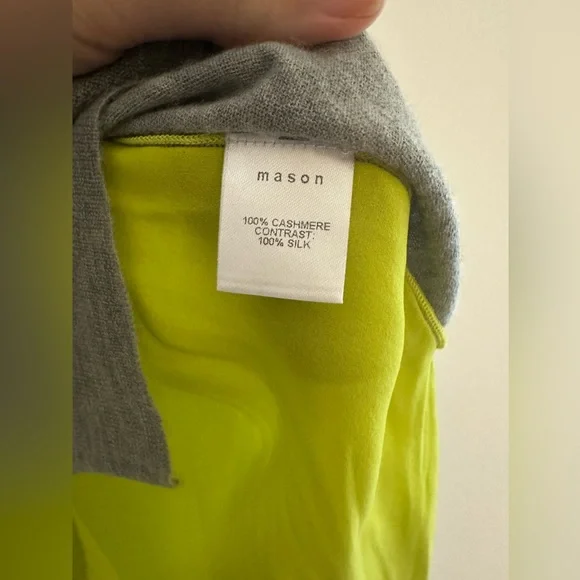 mason
100% CASHMERE
CONTRAST:
100% SILK